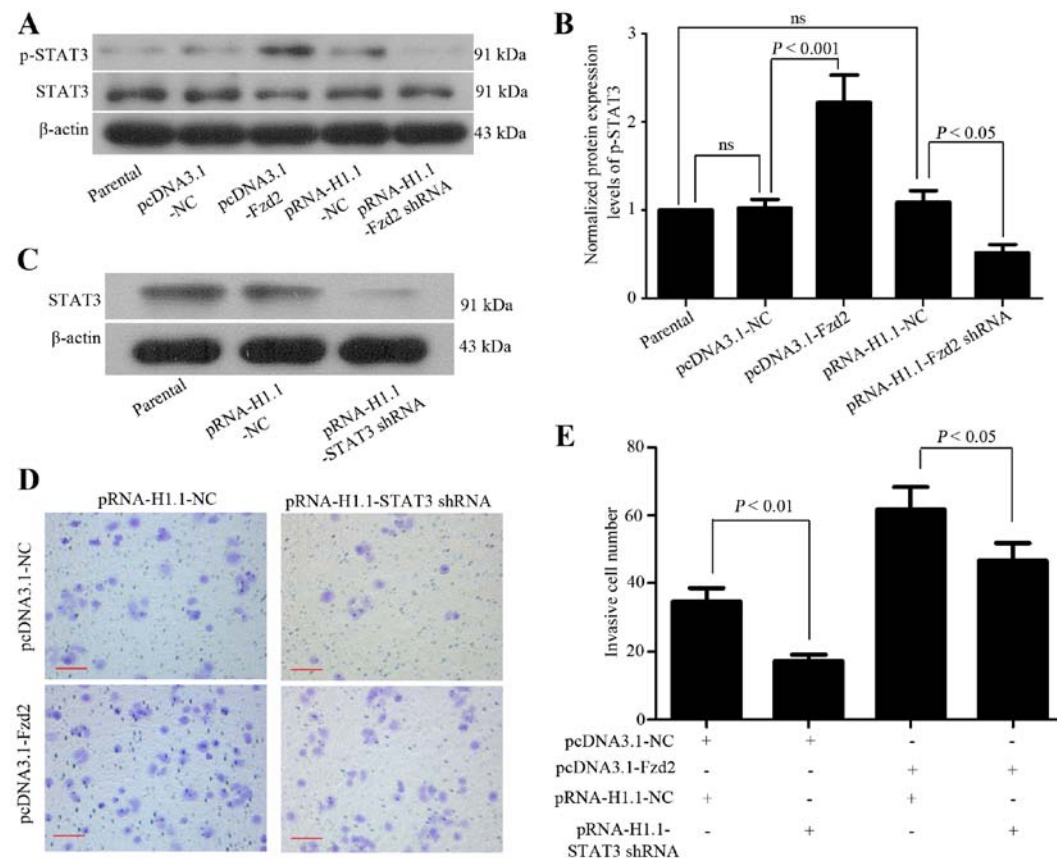 A
p-STAT3
91 kDa
STAT3
91 kDa
β-actin
43 kDa
Parental
pcDNA3.1
-NC
pcDNA3.1
-Fzd2
pRNA-H1.1
-NC
pRNA-H1.1
-Fzd2 shRNA
B
ns
P < 0.001
P < 0.05
ns
Normalized protein expression
levels of p-STAT3
3
2
1
0
Parental
pcDNA3.1-NC
pcDNA3.1-Fzd2
pRNA-H1.1-NC
pRNA-H1.1-Fzd2 shRNA
C
STAT3
91 kDa
β-actin
43 kDa
Parental
pRNA-H1.1
-NC
pRNA-H1.1
-STAT3 shRNA
D
pRNA-H1.1-NC
pRNA-H1.1-STAT3 shRNA
pcDNA3.1-NC
pcDNA3.1-Fzd2
E
P < 0.05
P < 0.01
Invasive cell number
80
60
40
20
0
pcDNA3.1-NC + + - -
pcDNA3.1-Fzd2 - - + +
pRNA-H1.1-NC + - + -
pRNA-H1.1- - + - +
STAT3 shRNA